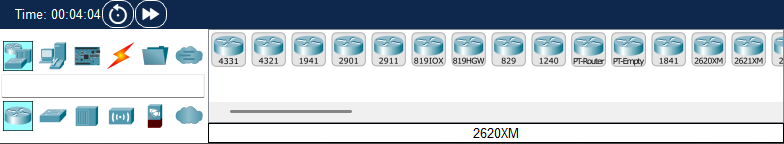 Time: 00:04:04
4331 4321 1941 2901 2911 819IOX 819HGW 829 1240 PT-Router PT-Empty 1841 2620XM 2621XM
2620XM